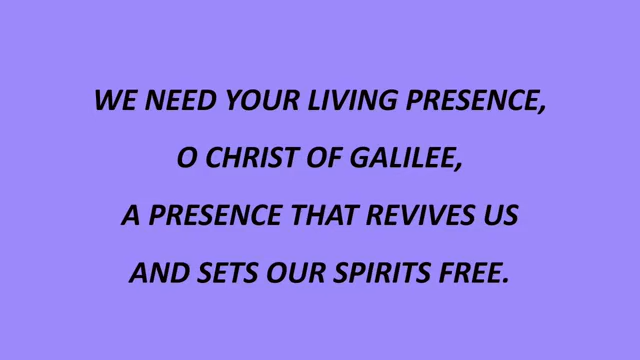 WE NEED YOUR LIVING PRESENCE,
O CHRIST OF GALILEE,
A PRESENCE THAT REVIVES US
AND SETS OUR SPIRITS FREE.